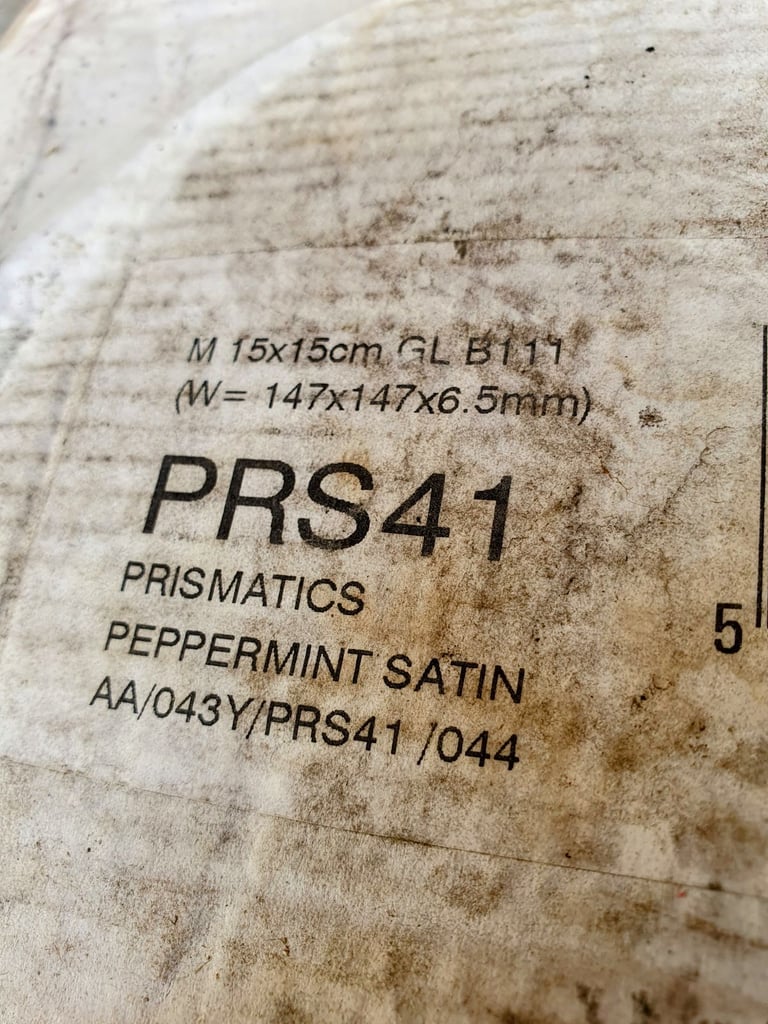 M 15x15cm GL B111
(W= 147x147x6.5mm)
PRS41
PRISMATICS
PEPPERMINT SATIN
AA/043Y/PRS41 /044
5